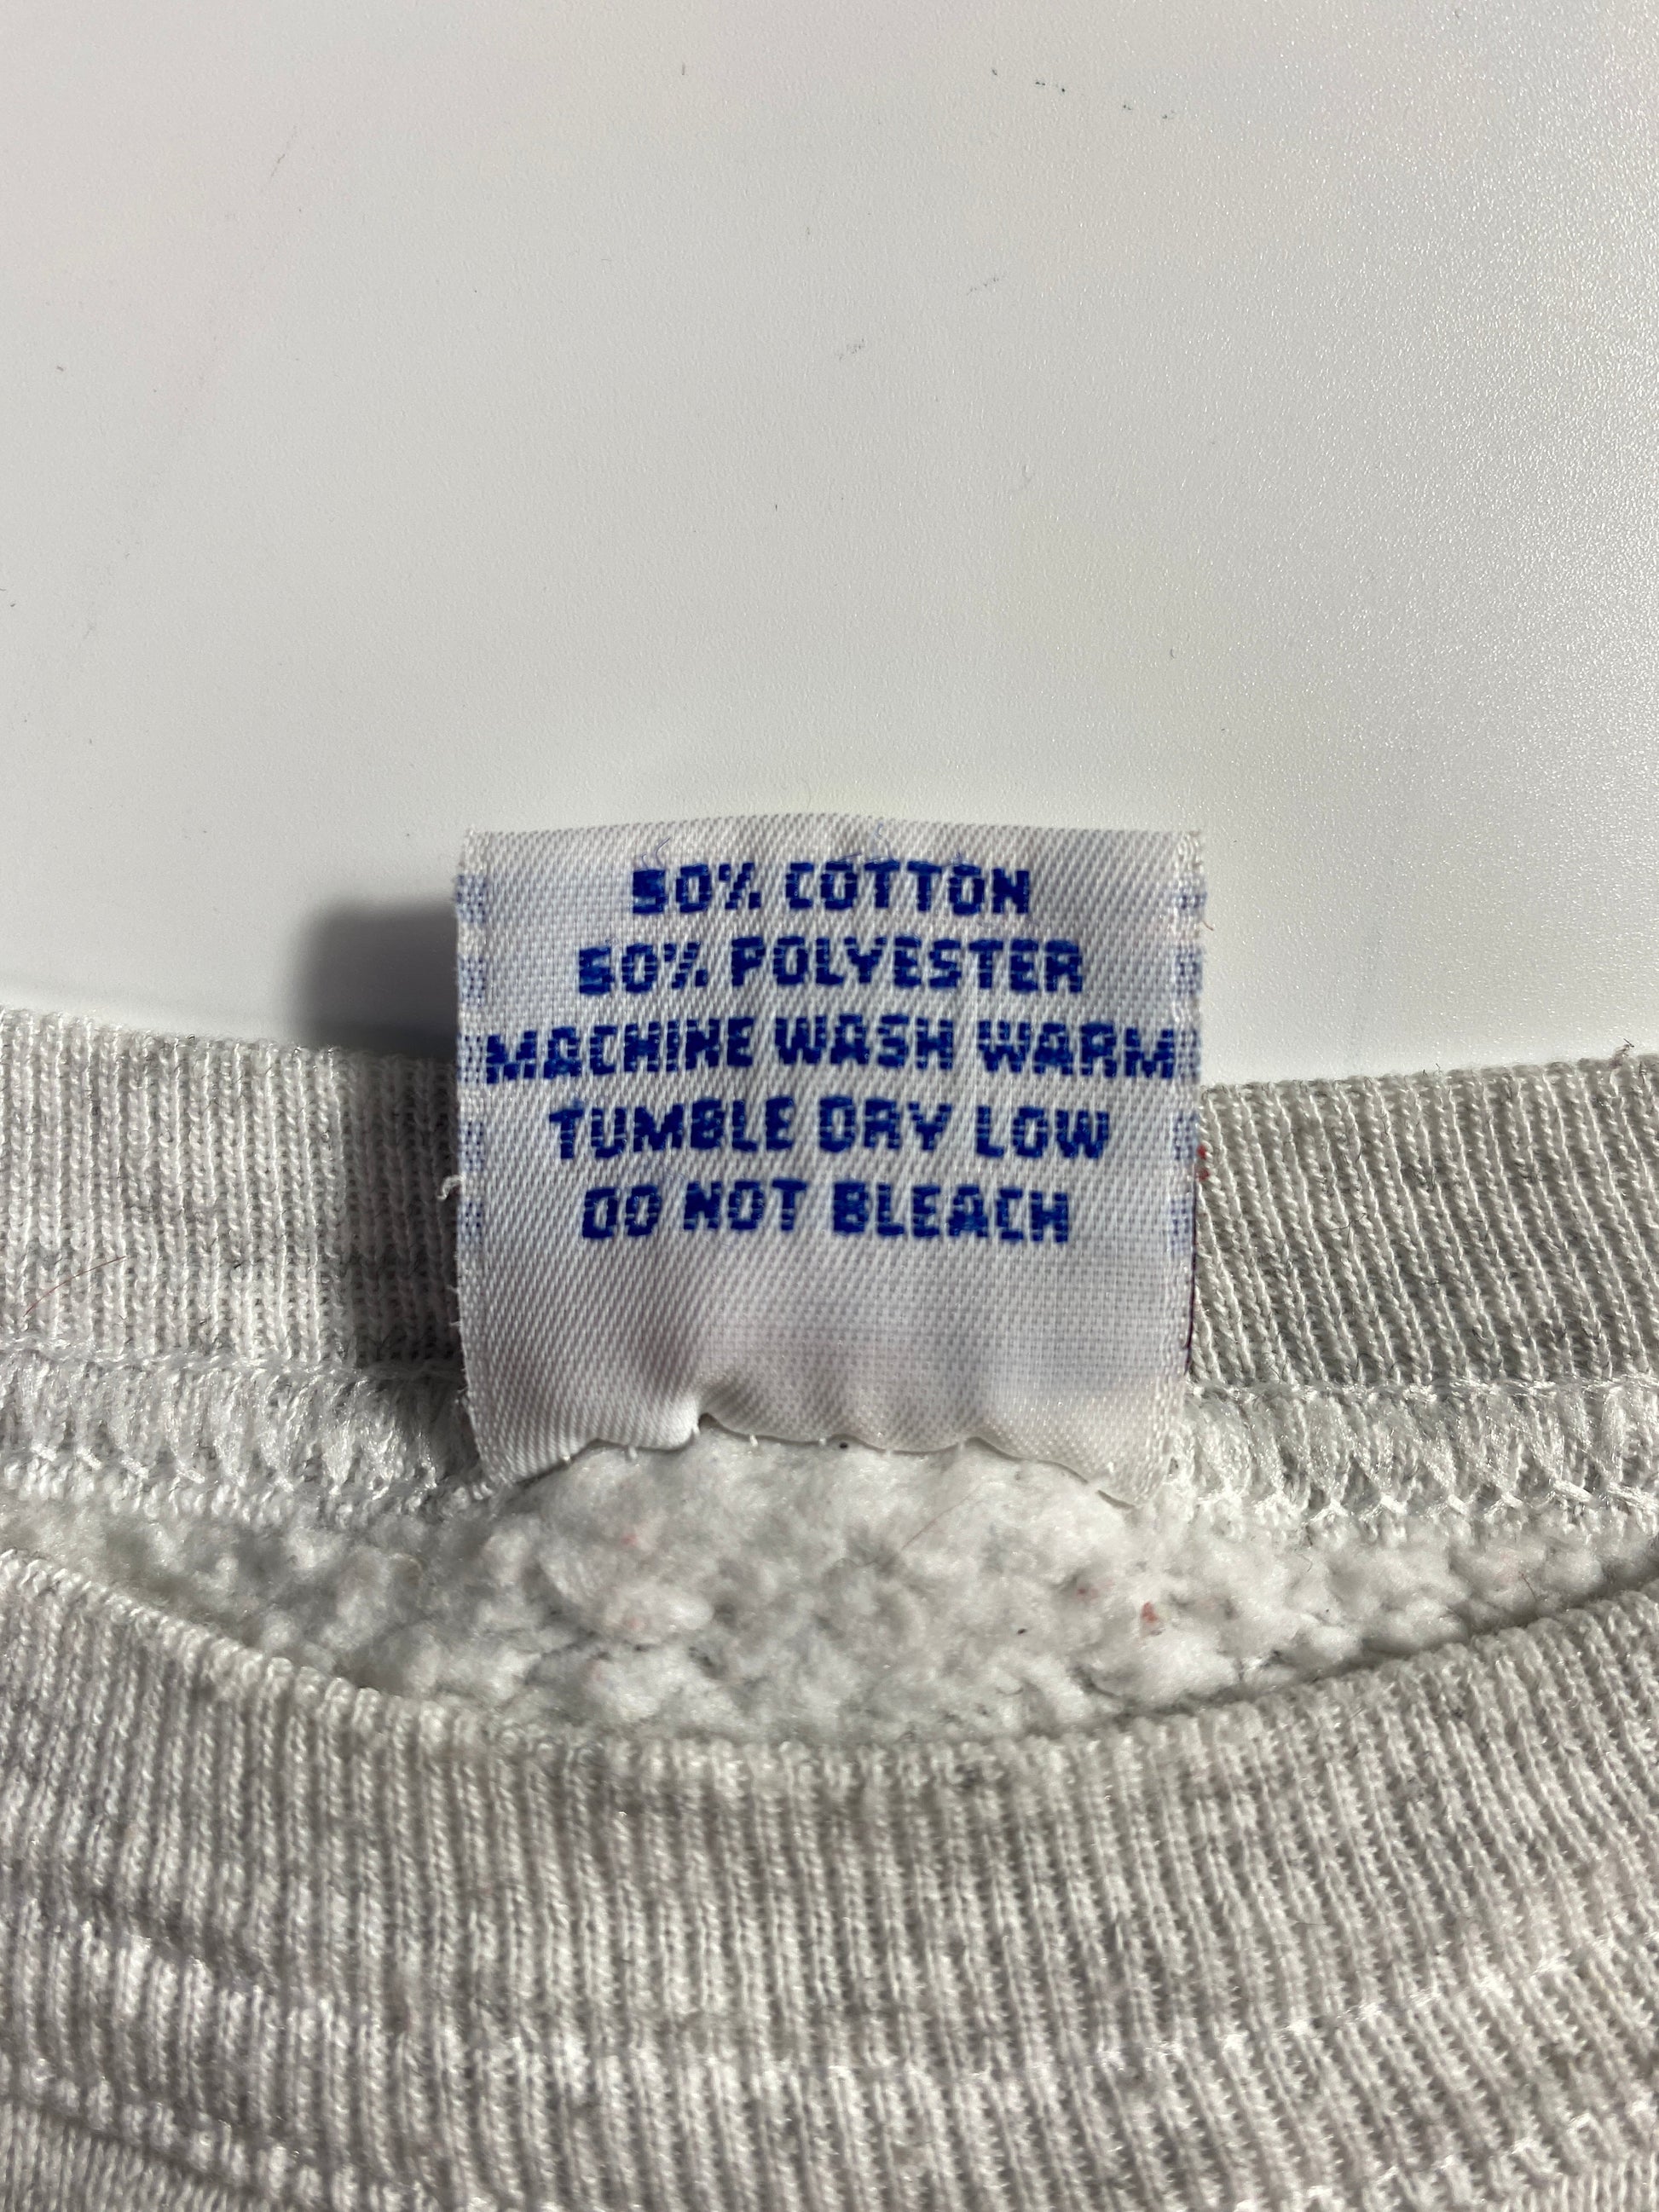 50% COTTON
50% POLYESTER
MACHINE WASH WARM
TUMBLE DRY LOW
DO NOT BLEACH